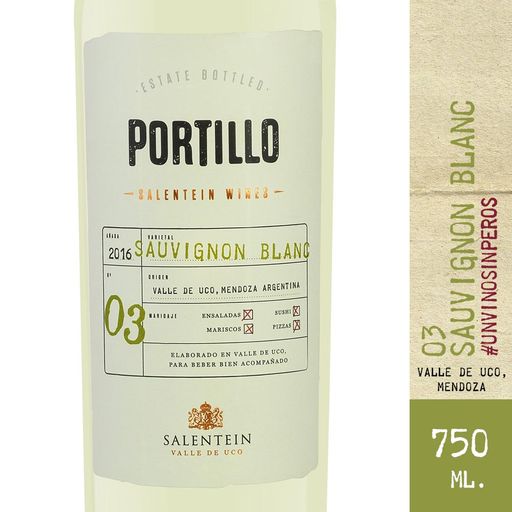 ·ESTATE BOTTLED·
PORTILLO
SALENTEIN WINES
AÑADA VARIETAL
2016 SAUVIGNON BLANC
N° ORIGEN
VALLE DE UCO, MENDOZA ARGENTINA
03
MARIDAJE ENSALADAS SUSHI
MARISCOS PIZZAS
ELABORADO EN VALLE DE UCO,
PARA BEBER BIEN ACOMPAÑADO
SALENTEIN
VALLE DE UCO
03
SAUVIGNON BLANC
#UNVINOSINPEROS
VALLE DE UCO,
MENDOZA
750
ML.